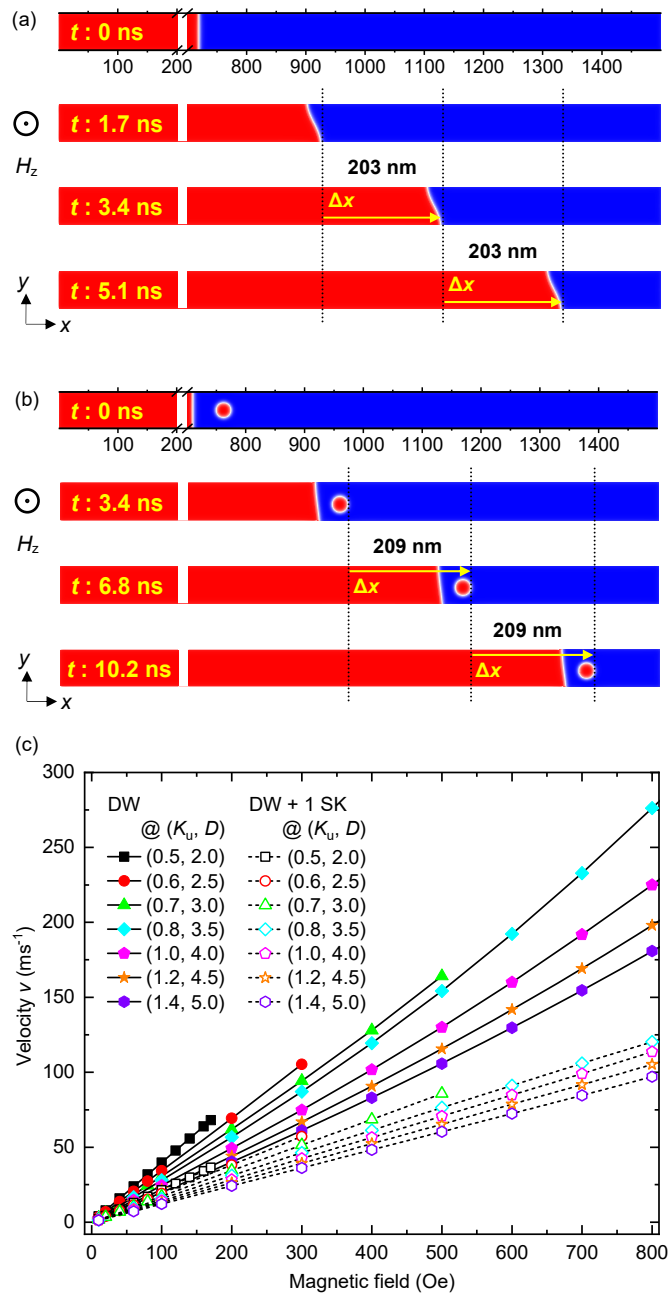 (a)
t : 0 ns
100 200 800 900 1000 1100 1200 1300 1400
t : 1.7 ns
Hz
203 nm
t : 3.4 ns
Δx
203 nm
t : 5.1 ns
Δx
y
x
(b)
t : 0 ns
100 200 800 900 1000 1100 1200 1300 1400
t : 3.4 ns
Hz
209 nm
t : 6.8 ns
Δx
209 nm
t : 10.2 ns
Δx
y
x
(c)
300
250
200
150
100
50
0
Velocity v (ms⁻¹)
DW DW + 1 SK
@ (Ku, D) @ (Ku, D)
(0.5, 2.0) (0.5, 2.0)
(0.6, 2.5) (0.6, 2.5)
(0.7, 3.0) (0.7, 3.0)
(0.8, 3.5) (0.8, 3.5)
(1.0, 4.0) (1.0, 4.0)
(1.2, 4.5) (1.2, 4.5)
(1.4, 5.0) (1.4, 5.0)
0 100 200 300 400 500 600 700 800
Magnetic field (Oe)